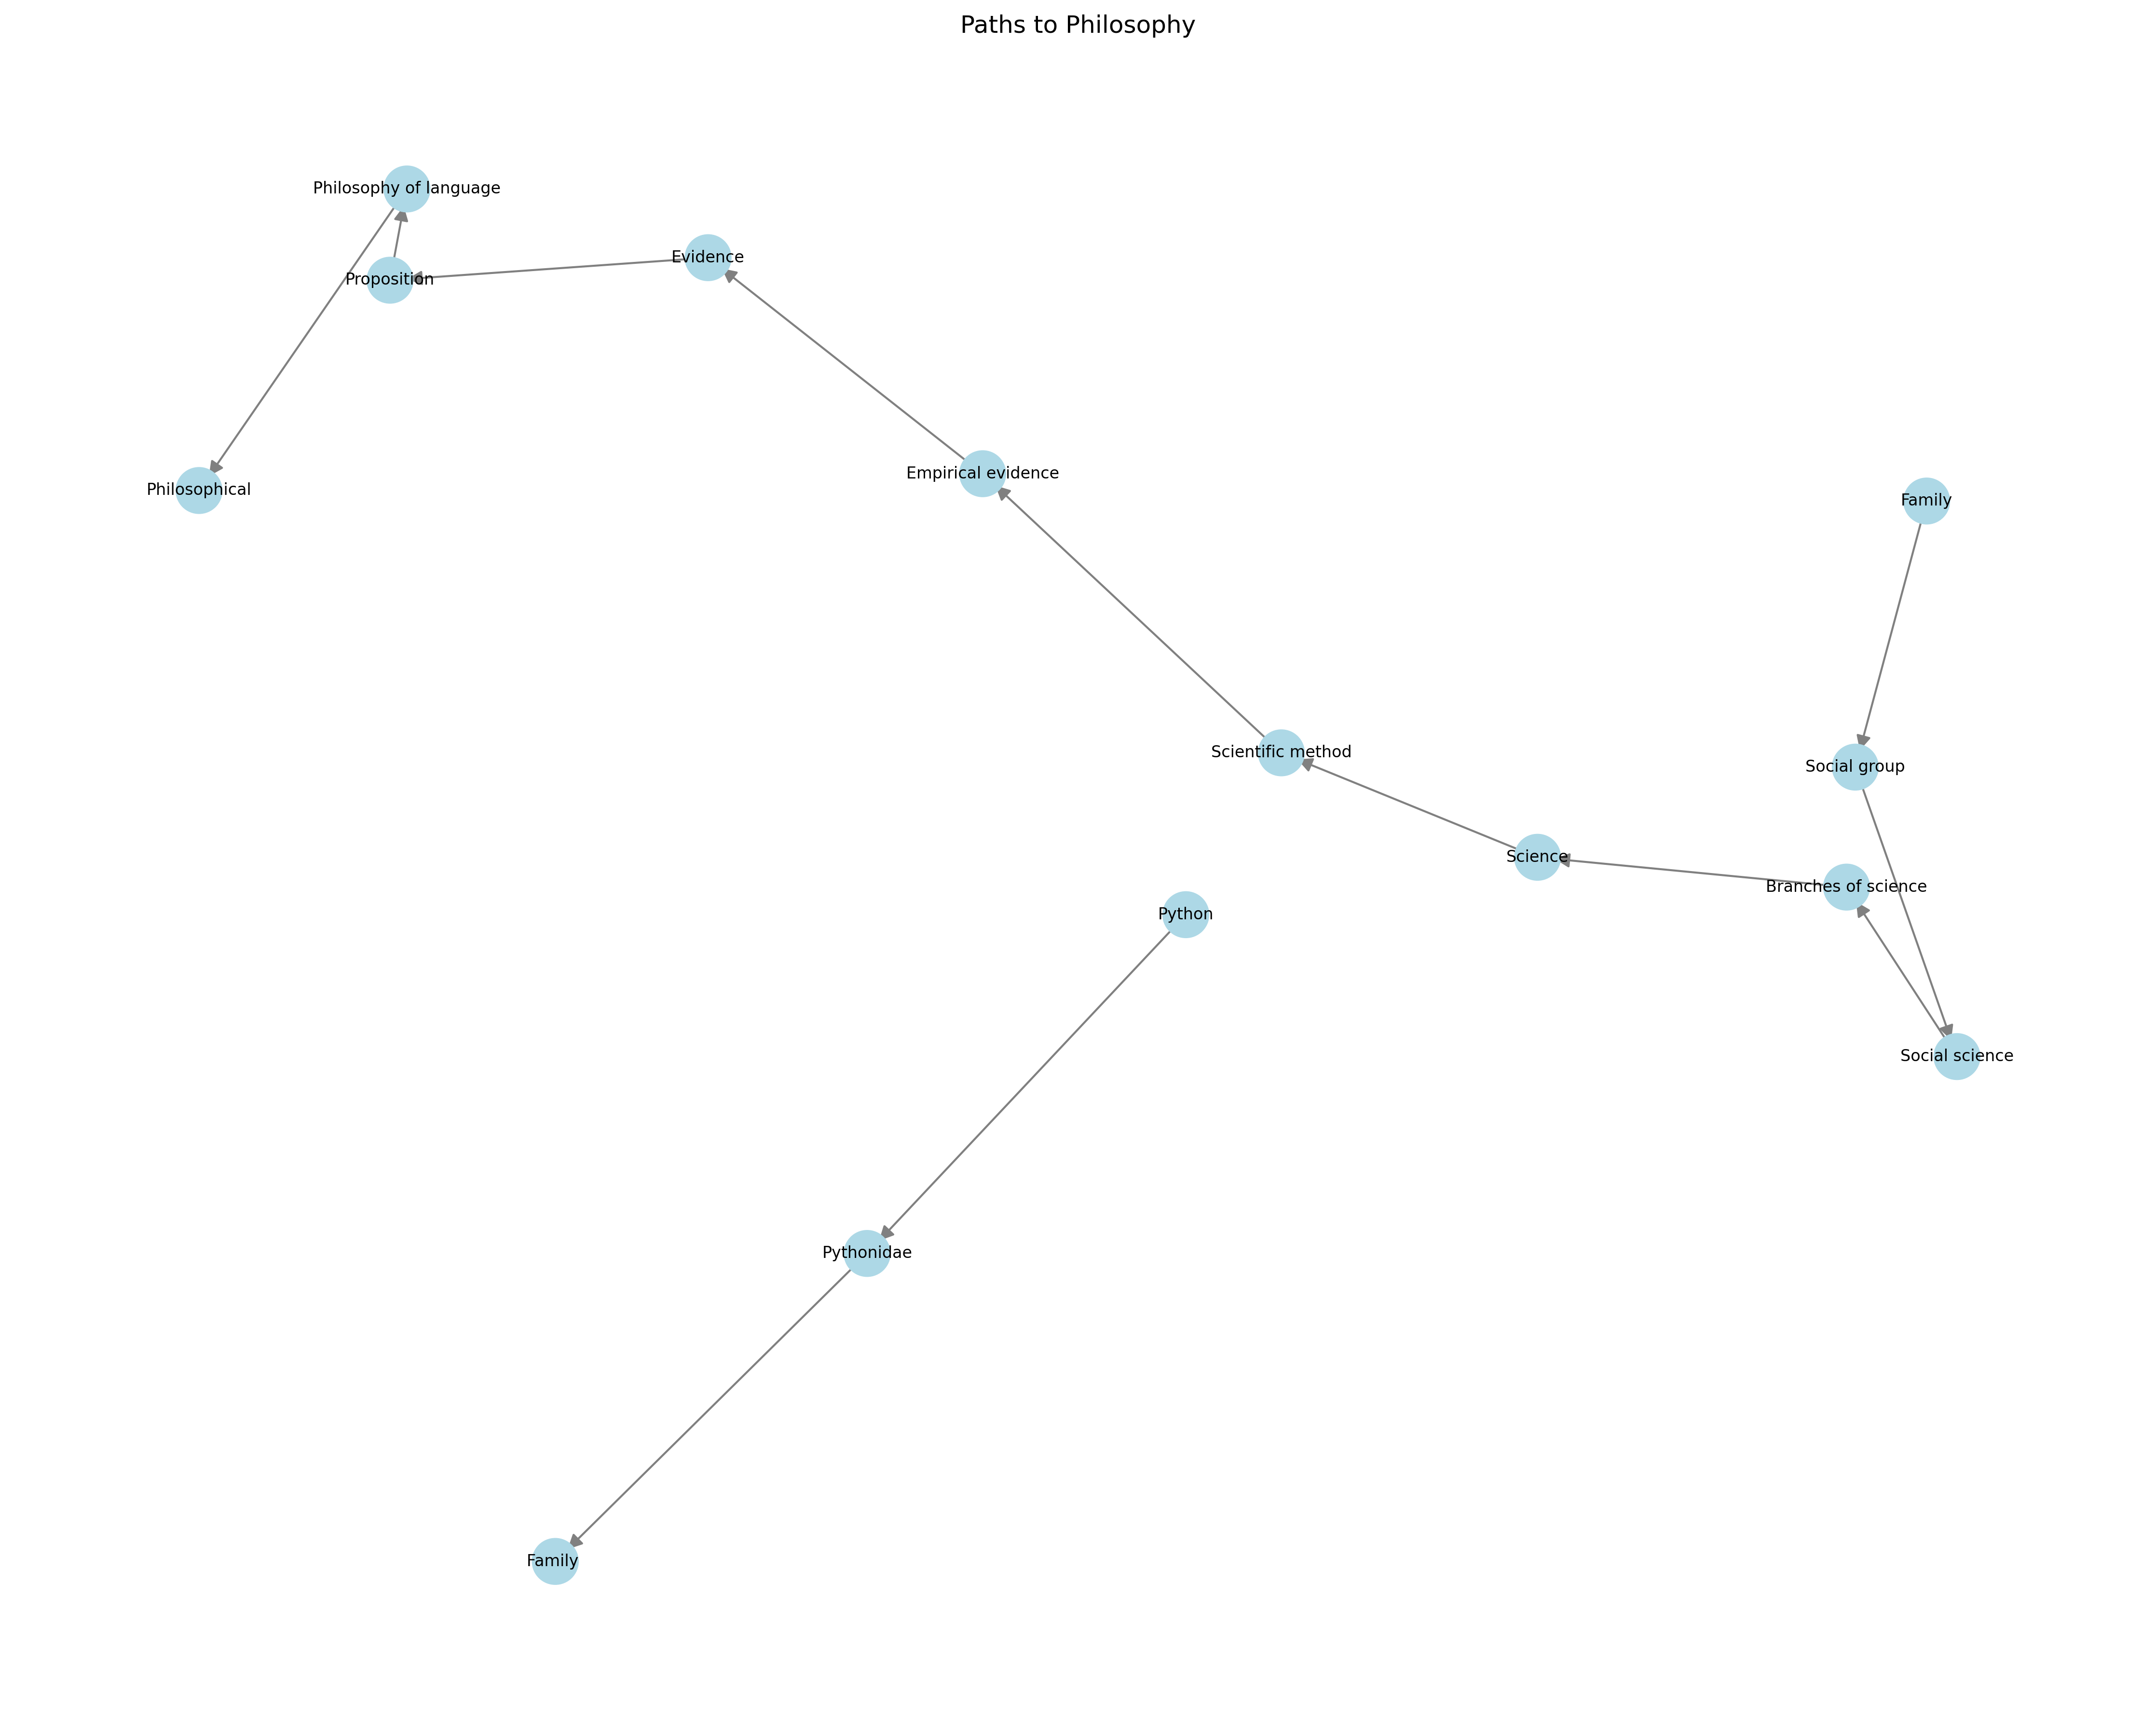 Paths to Philosophy
Philosophy of language
Evidence
Proposition
Empirical evidence
Philosophical
Family
Scientific method
Social group
Science
Branches of science
Python
Social science
Pythonidae
Family